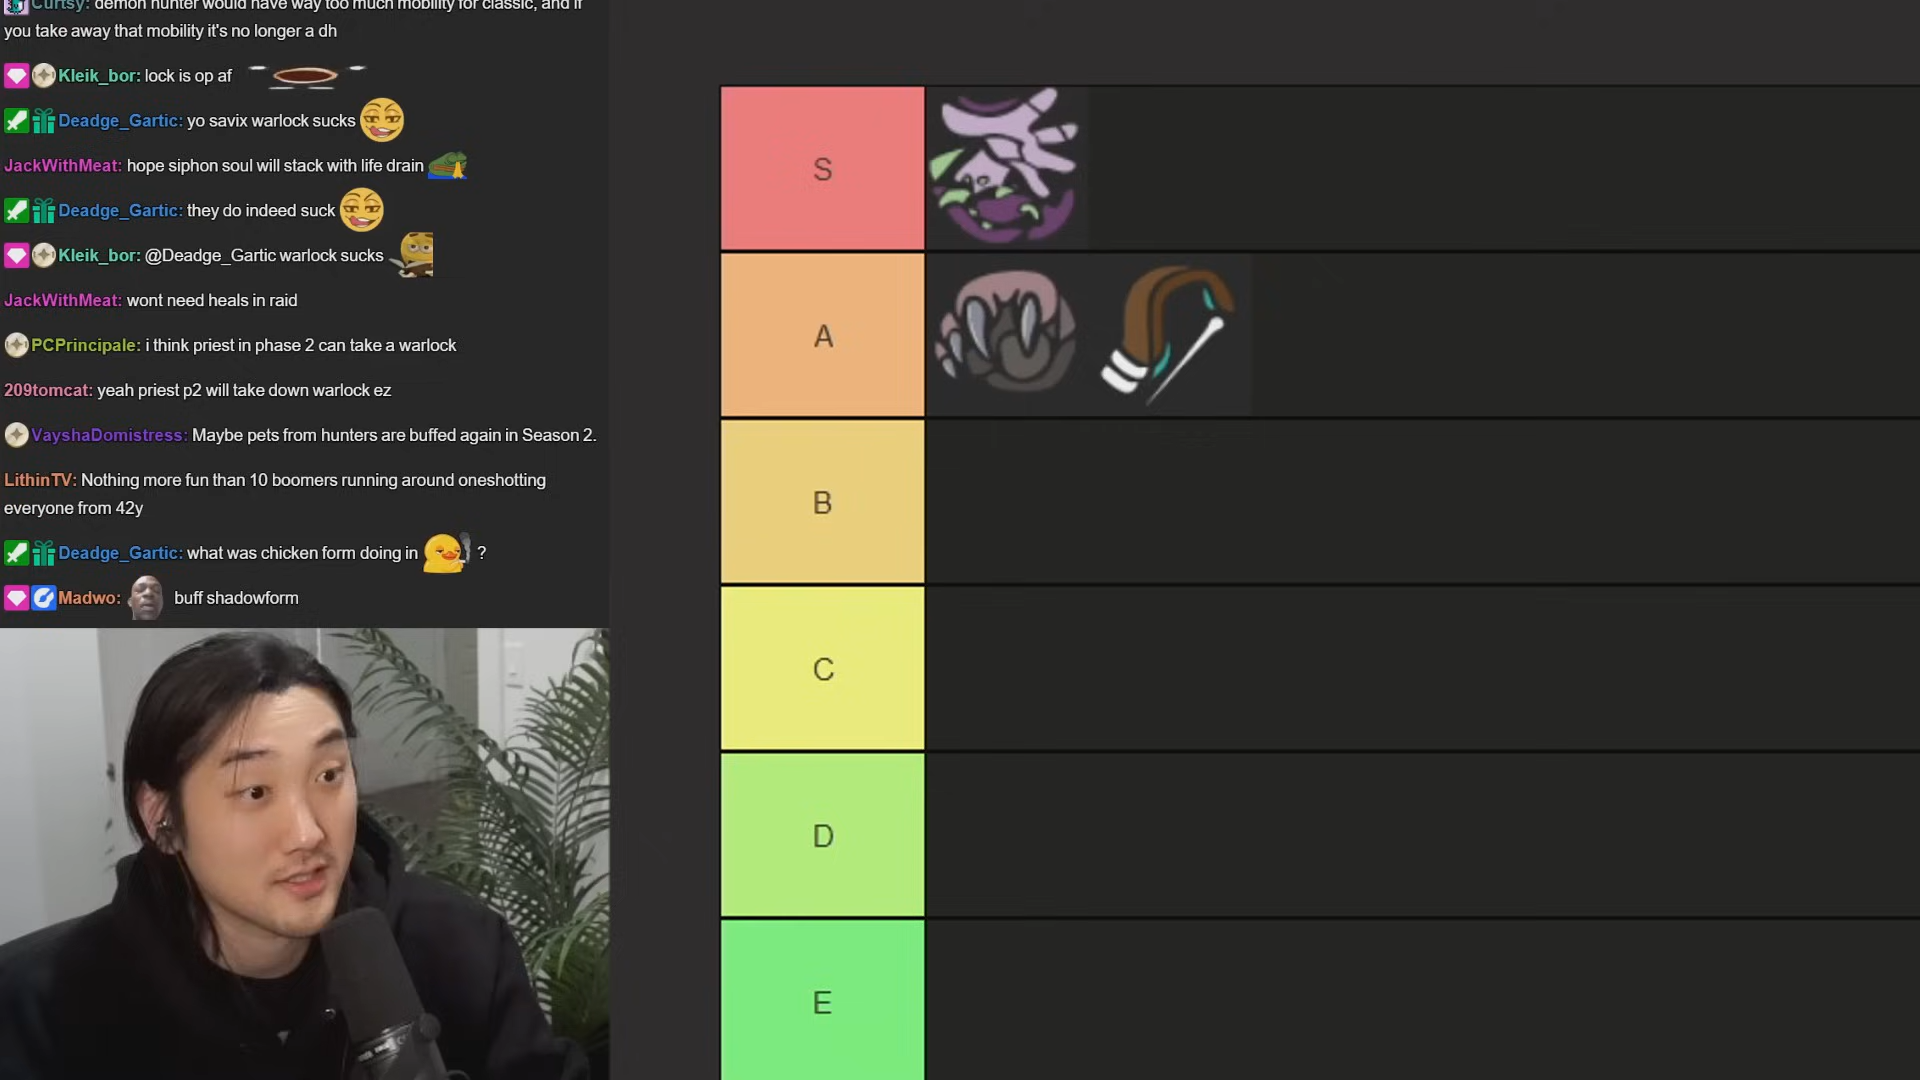 Curtsy: demon hunter would have way too much mobility for classic, and if
you take away that mobility it's no longer a dh
Kleik_bor: lock is op af
Deadge_Gartic: yo savix warlock sucks
JackWithMeat: hope siphon soul will stack with life drain
Deadge_Gartic: they do indeed suck
Kleik_bor: @Deadge_Gartic warlock sucks
JackWithMeat: wont need heals in raid
PCPrincipale: i think priest in phase 2 can take a warlock
209tomcat: yeah priest p2 will take down warlock ez
VayshaDomistress: Maybe pets from hunters are buffed again in Season 2.
LithinTV: Nothing more fun than 10 boomers running around oneshotting
everyone from 42y
Deadge_Gartic: what was chicken form doing in ?
Madwo: buff shadowform
S
A
B
C
D
E